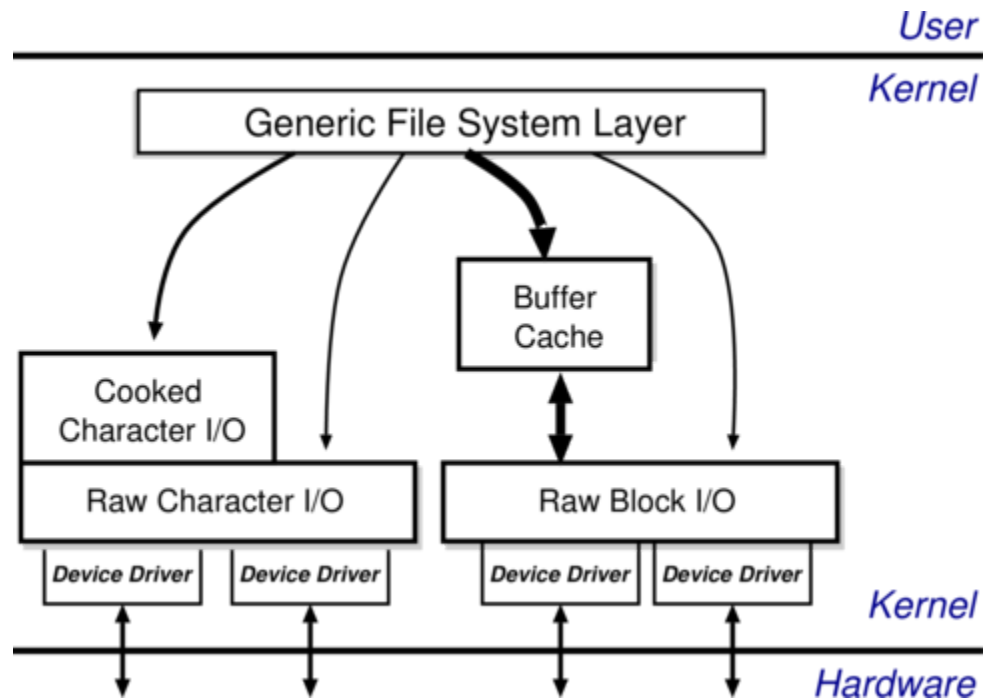 User
Kernel
Generic File System Layer
Buffer
Cache
Cooked
Character I/O
Raw Character I/O
Raw Block I/O
Device Driver
Device Driver
Device Driver
Device Driver
Kernel
Hardware